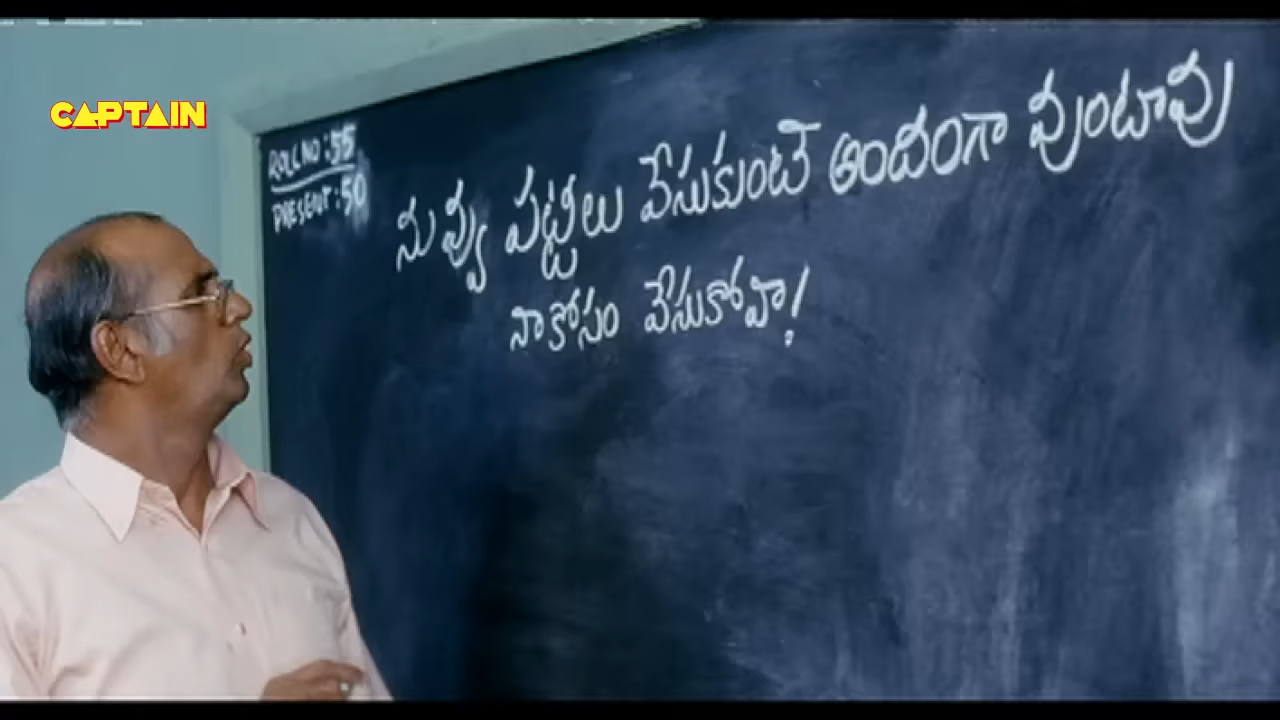 CAPTAIN
ROLL NO : 55
PRESENT : 50
నువ్వు పట్టీలు వేసుకుంటే అందంగా వుంటావు
నాకోసం వేసుకోవా!